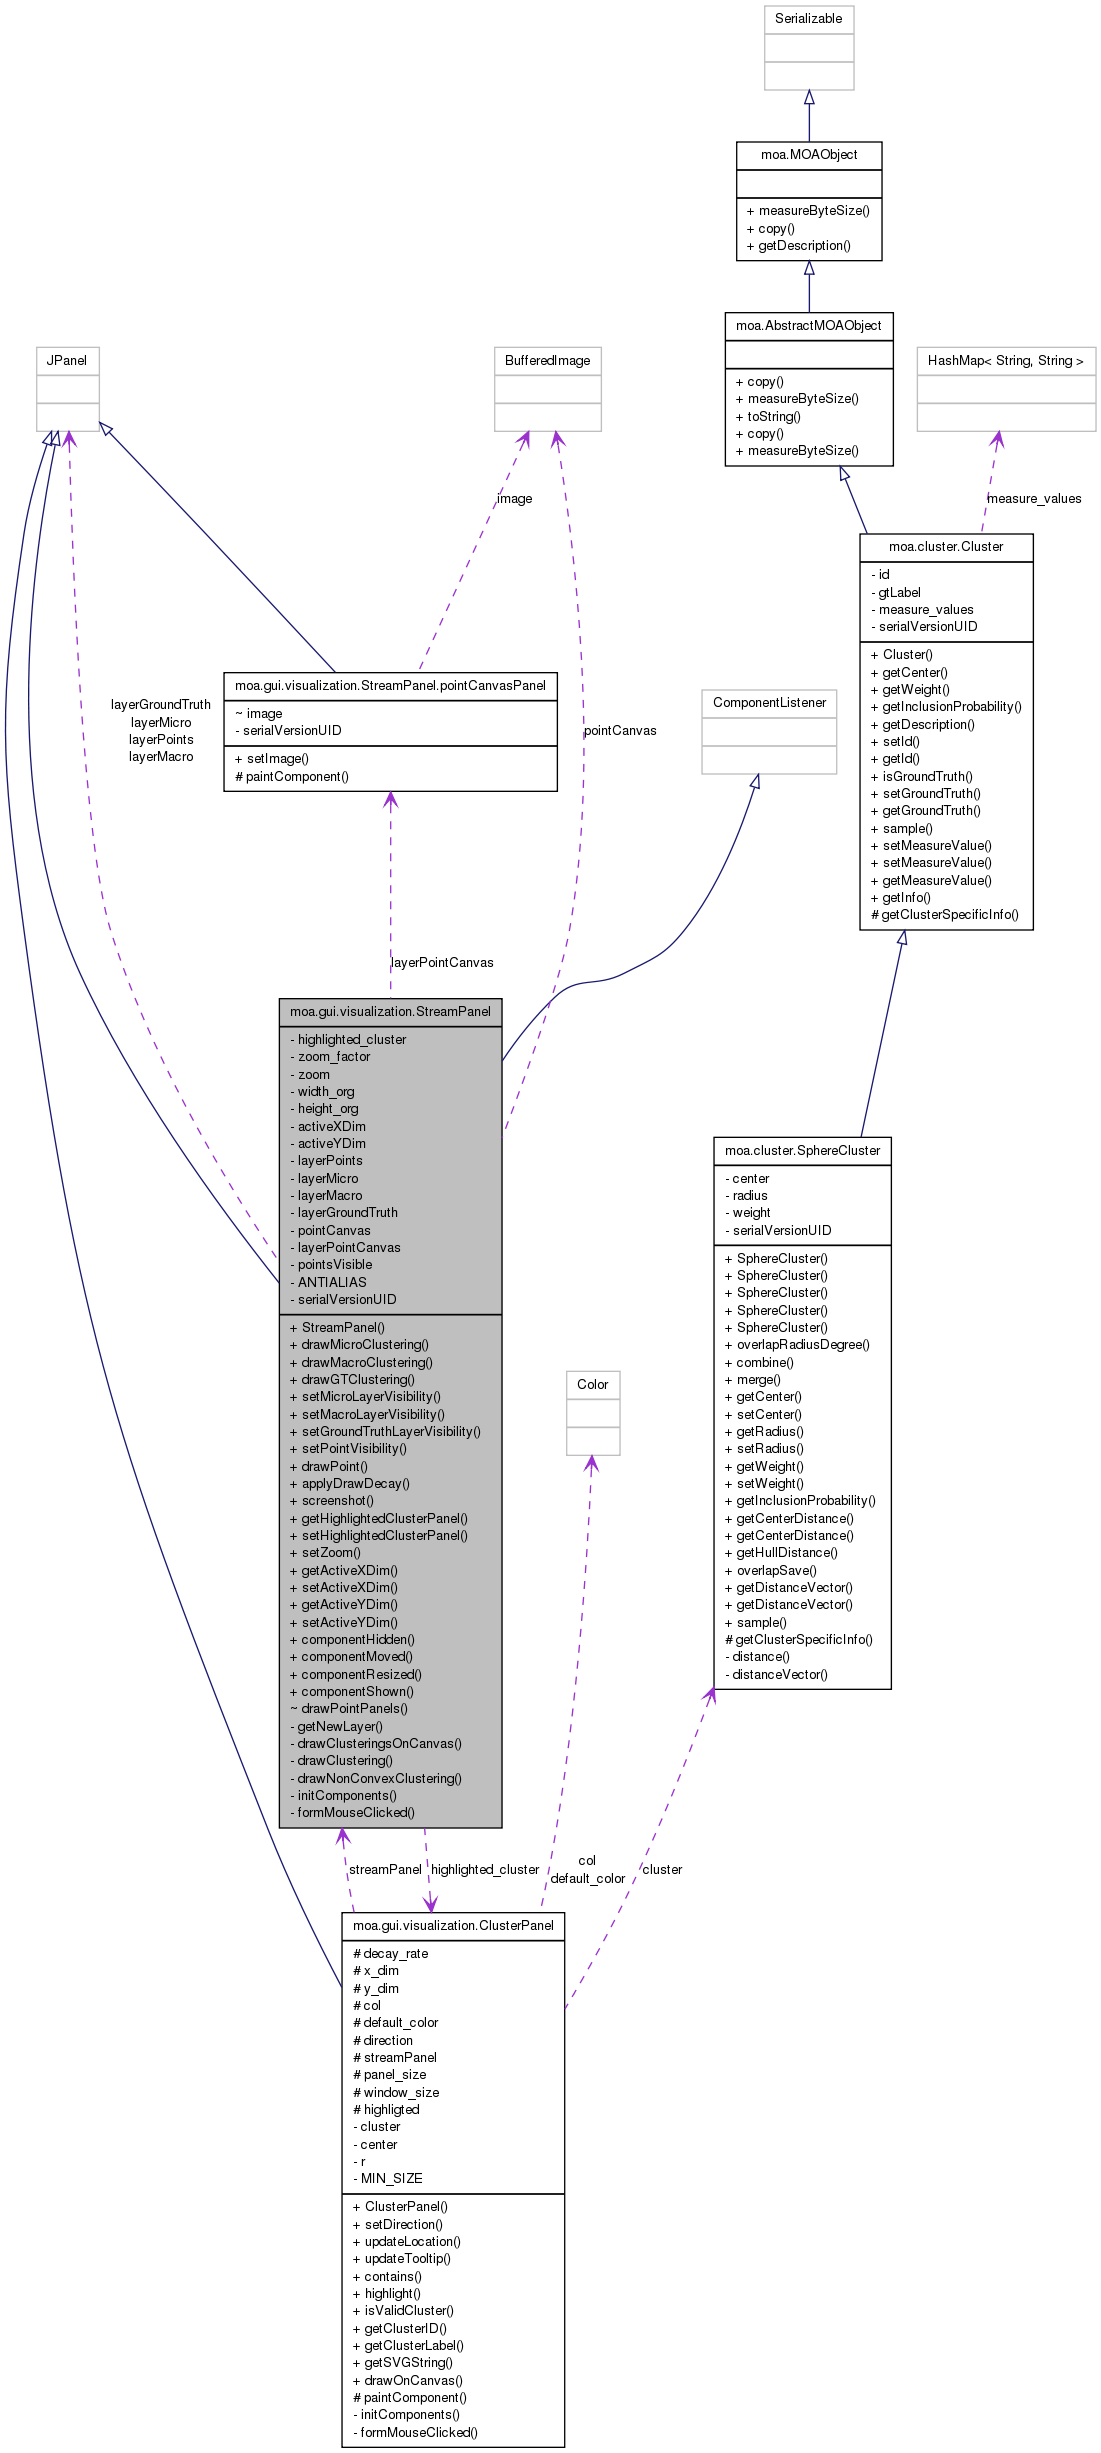 Serializable
moa.MOAObject
+ measureByteSize()
+ copy()
+ getDescription()
moa.AbstractMOAObject
+ copy()
+ measureByteSize()
+ toString()
+ copy()
+ measureByteSize()
JPanel
BufferedImage
HashMap< String, String >
image
measure_values
moa.cluster.Cluster
- id
- gtLabel
- measure_values
- serialVersionUID
+ Cluster()
+ getCenter()
+ getWeight()
+ getInclusionProbability()
+ getDescription()
+ setId()
+ getId()
+ isGroundTruth()
+ setGroundTruth()
+ getGroundTruth()
+ sample()
+ setMeasureValue()
+ setMeasureValue()
+ getMeasureValue()
+ getInfo()
# getClusterSpecificInfo()
moa.gui.visualization.StreamPanel.pointCanvasPanel
~ image
- serialVersionUID
+ setImage()
# paintComponent()
layerGroundTruth
layerMicro
layerPoints
layerMacro
pointCanvas
ComponentListener
layerPointCanvas
moa.gui.visualization.StreamPanel
- highlighted_cluster
- zoom_factor
- zoom
- width_org
- height_org
- activeXDim
- activeYDim
- layerPoints
- layerMicro
- layerMacro
- layerGroundTruth
- pointCanvas
- layerPointCanvas
- pointsVisible
- ANTIALIAS
- serialVersionUID
+ StreamPanel()
+ drawMicroClustering()
+ drawMacroClustering()
+ drawGTClustering()
+ setMicroLayerVisibility()
+ setMacroLayerVisibility()
+ setGroundTruthLayerVisibility()
+ setPointVisibility()
+ drawPoint()
+ applyDrawDecay()
+ screenshot()
+ getHighlightedClusterPanel()
+ setHighlightedClusterPanel()
+ setZoom()
+ getActiveXDim()
+ setActiveXDim()
+ getActiveYDim()
+ setActiveYDim()
+ componentHidden()
+ componentMoved()
+ componentResized()
+ componentShown()
~ drawPointPanels()
- getNewLayer()
- drawClusteringsOnCanvas()
- drawClustering()
- drawNonConvexClustering()
- initComponents()
- formMouseClicked()
moa.cluster.SphereCluster
- center
- radius
- weight
- serialVersionUID
+ SphereCluster()
+ SphereCluster()
+ SphereCluster()
+ SphereCluster()
+ SphereCluster()
+ overlapRadiusDegree()
+ combine()
+ merge()
+ getCenter()
+ setCenter()
+ getRadius()
+ setRadius()
+ getWeight()
+ setWeight()
+ getInclusionProbability()
+ getCenterDistance()
+ getCenterDistance()
+ getHullDistance()
+ overlapSave()
+ getDistanceVector()
+ getDistanceVector()
+ sample()
# getClusterSpecificInfo()
- distance()
- distanceVector()
Color
streamPanel
highlighted_cluster
col
default_color
cluster
moa.gui.visualization.ClusterPanel
# decay_rate
# x_dim
# y_dim
# col
# default_color
# direction
# streamPanel
# panel_size
# window_size
# highligted
- cluster
- center
- r
- MIN_SIZE
+ ClusterPanel()
+ setDirection()
+ updateLocation()
+ updateTooltip()
+ contains()
+ highlight()
+ isValidCluster()
+ getClusterID()
+ getClusterLabel()
+ getSVGString()
+ drawOnCanvas()
# paintComponent()
- initComponents()
- formMouseClicked()